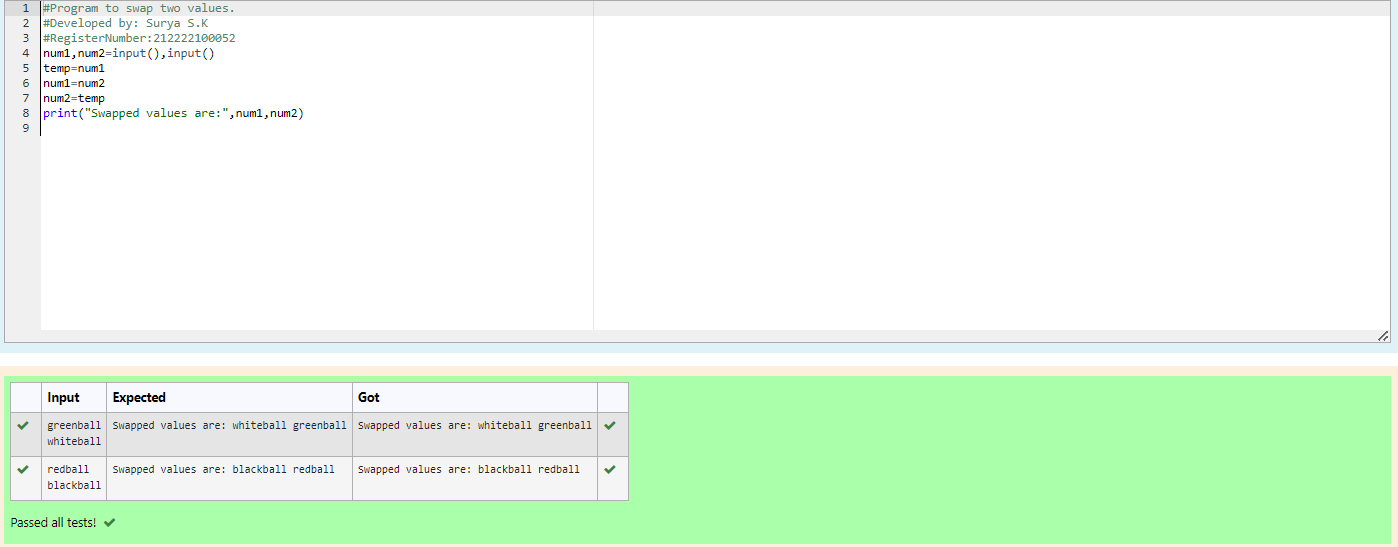 1 #Program to swap two values.
2 #Developed by: Surya S.K
3 #RegisterNumber:212222100052
4 num1,num2=input(),input()
5 temp=num1
6 num1=num2
7 num2=temp
8 print("Swapped values are:",num1,num2)
9
Input Expected Got
greenball Swapped values are: whiteball greenball Swapped values are: whiteball greenball
whiteball
redball Swapped values are: blackball redball Swapped values are: blackball redball
blackball
Passed all tests!